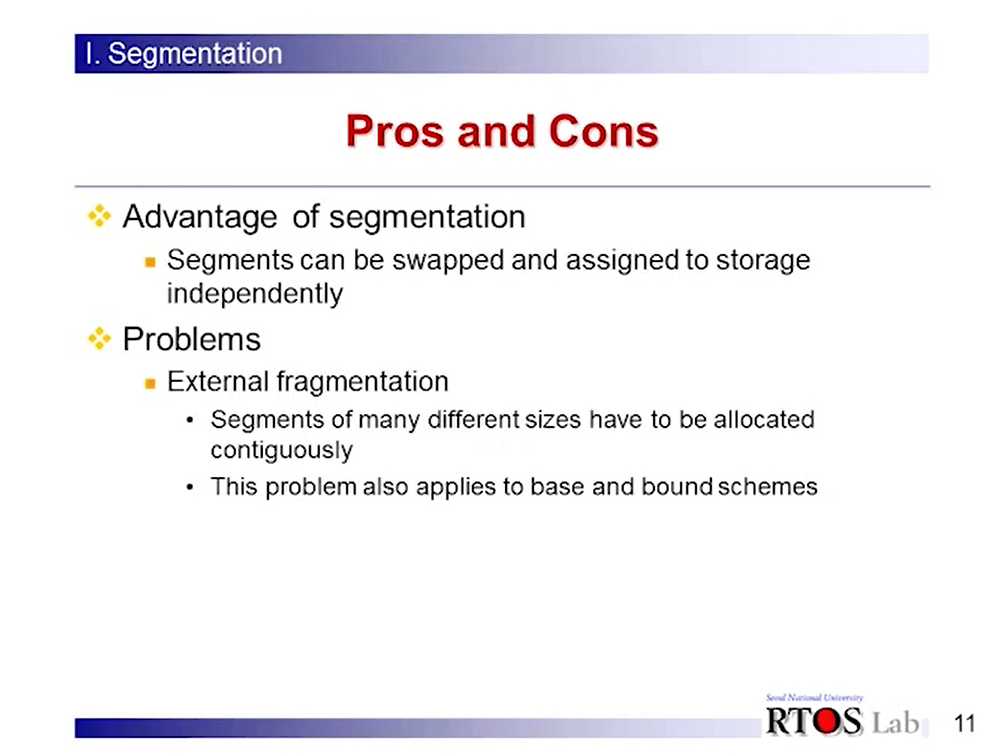 I. Segmentation
Pros and Cons
Advantage of segmentation
Segments can be swapped and assigned to storage
independently
Problems
External fragmentation
• Segments of many different sizes have to be allocated
contiguously
• This problem also applies to base and bound schemes
Seoul National University
RTOS Lab
11